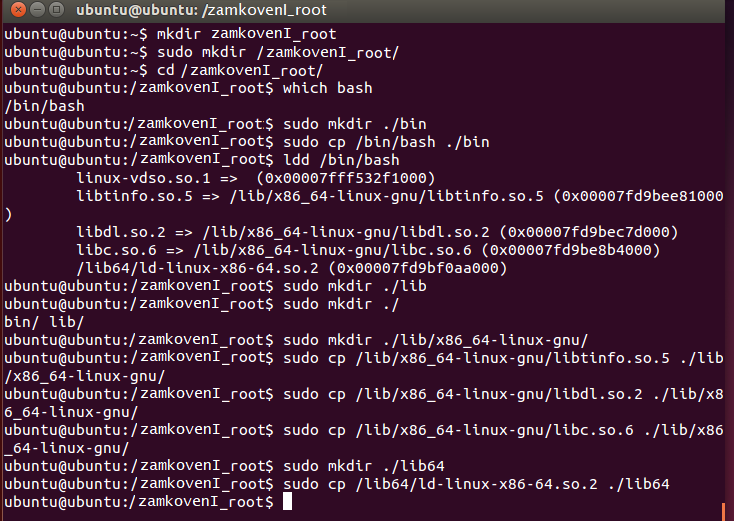 ubuntu@ubuntu: /zamkovenI_root
ubuntu@ubuntu:~$ mkdir zamkovenI_root
ubuntu@ubuntu:~$ sudo mkdir /zamkovenI_root/
ubuntu@ubuntu:~$ cd /zamkovenI_root/
ubuntu@ubuntu:/zamkovenI_root$ which bash
/bin/bash
ubuntu@ubuntu:/zamkovenI_root$ sudo mkdir ./bin
ubuntu@ubuntu:/zamkovenI_root$ sudo cp /bin/bash ./bin
ubuntu@ubuntu:/zamkovenI_root$ ldd /bin/bash
linux-vdso.so.1 =>  (0x00007fff532f1000)
libtinfo.so.5 => /lib/x86_64-linux-gnu/libtinfo.so.5 (0x00007fd9bee81000
)
libdl.so.2 => /lib/x86_64-linux-gnu/libdl.so.2 (0x00007fd9bec7d000)
libc.so.6 => /lib/x86_64-linux-gnu/libc.so.6 (0x00007fd9be8b4000)
/lib64/ld-linux-x86-64.so.2 (0x00007fd9bf0aa000)
ubuntu@ubuntu:/zamkovenI_root$ sudo mkdir ./lib
ubuntu@ubuntu:/zamkovenI_root$ sudo mkdir ./
bin/ lib/
ubuntu@ubuntu:/zamkovenI_root$ sudo mkdir ./lib/x86_64-linux-gnu/
ubuntu@ubuntu:/zamkovenI_root$ sudo cp /lib/x86_64-linux-gnu/libtinfo.so.5 ./lib
/x86_64-linux-gnu/
ubuntu@ubuntu:/zamkovenI_root$ sudo cp /lib/x86_64-linux-gnu/libdl.so.2 ./lib/x8
6_64-linux-gnu/
ubuntu@ubuntu:/zamkovenI_root$ sudo cp /lib/x86_64-linux-gnu/libc.so.6 ./lib/x86
_64-linux-gnu/
ubuntu@ubuntu:/zamkovenI_root$ sudo mkdir ./lib64
ubuntu@ubuntu:/zamkovenI_root$ sudo cp /lib64/ld-linux-x86-64.so.2 ./lib64
ubuntu@ubuntu:/zamkovenI_root$